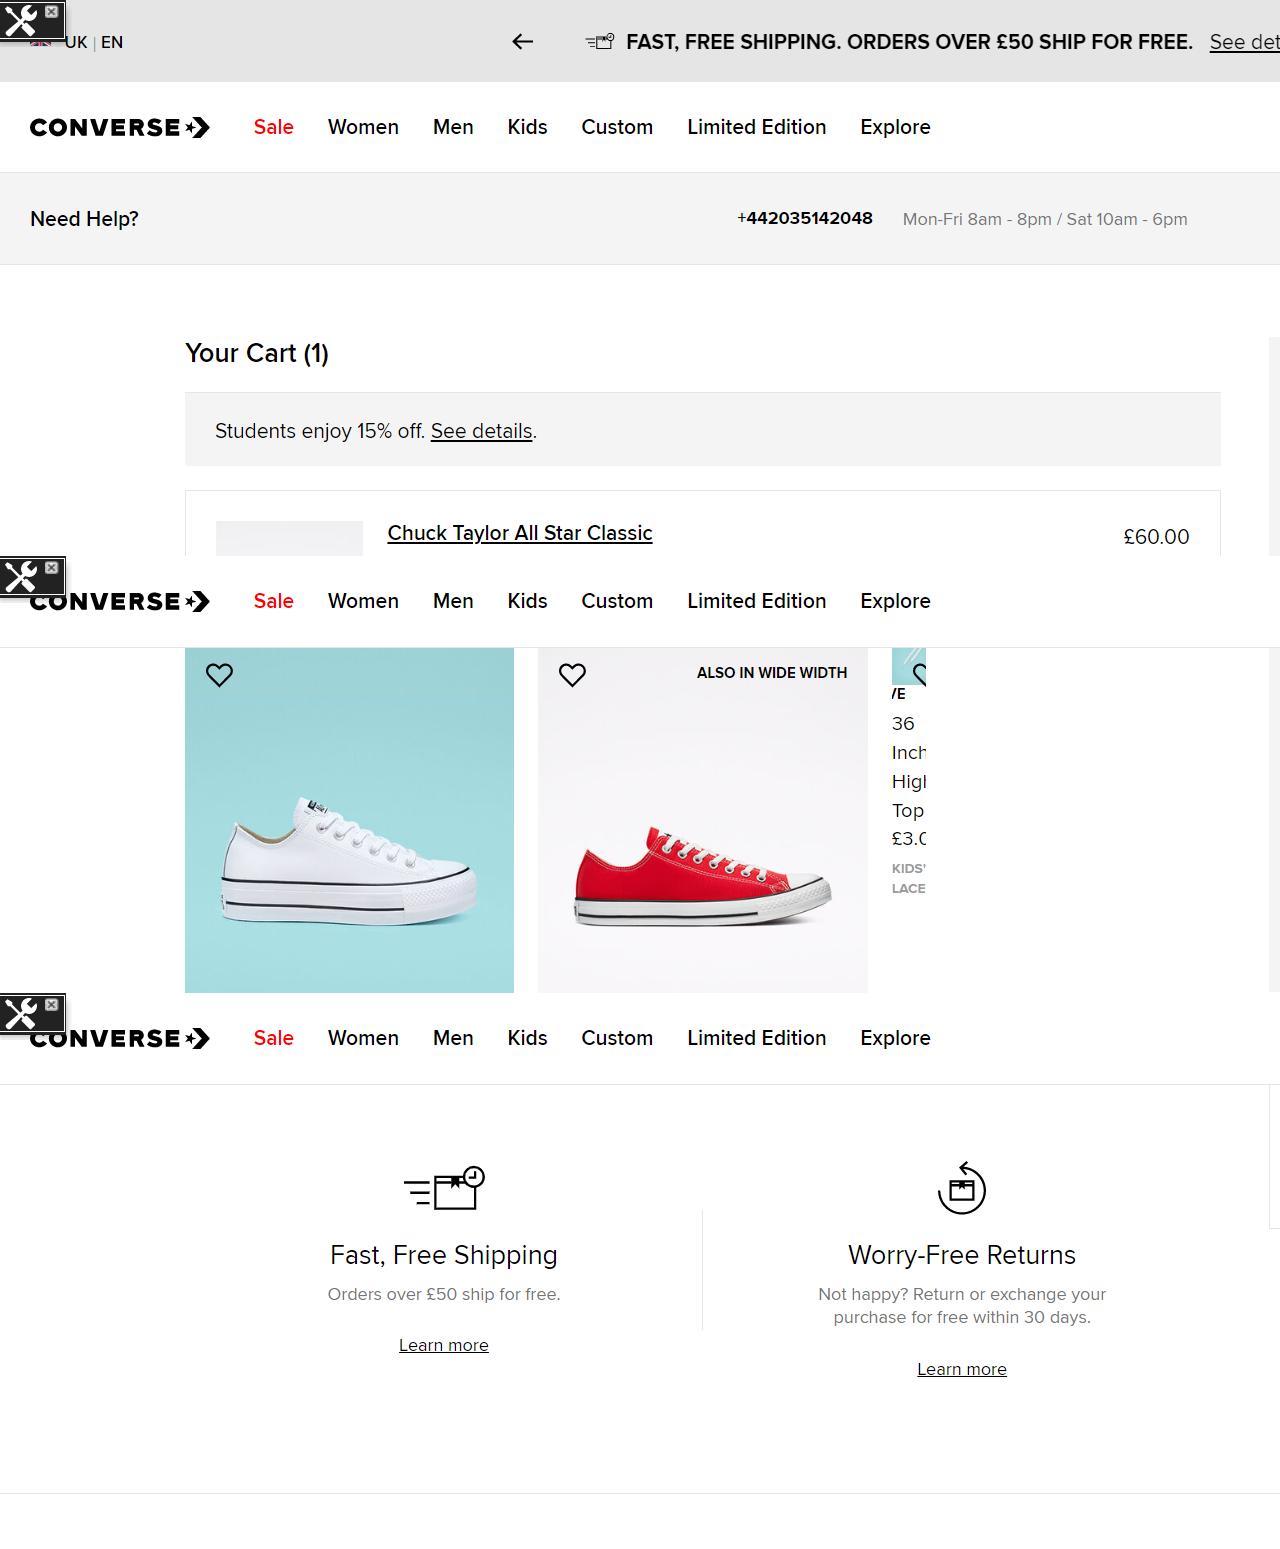 UK | EN
FAST, FREE SHIPPING. ORDERS OVER £50 SHIP FOR FREE. See det
CONVERSE Sale Women Men Kids Custom Limited Edition Explore
Need Help? +442035142048 Mon-Fri 8am - 8pm / Sat 10am - 6pm
Your Cart (1)
Students enjoy 15% off. See details.
Chuck Taylor All Star Classic £60.00
CONVERSE Sale Women Men Kids Custom Limited Edition Explore
ALSO IN WIDE WIDTH
VE
36
Inch
High
Top
£3.0
KIDS'
LACE
CONVERSE Sale Women Men Kids Custom Limited Edition Explore
Fast, Free Shipping
Orders over £50 ship for free.
Learn more
Worry-Free Returns
Not happy? Return or exchange your
purchase for free within 30 days.
Learn more